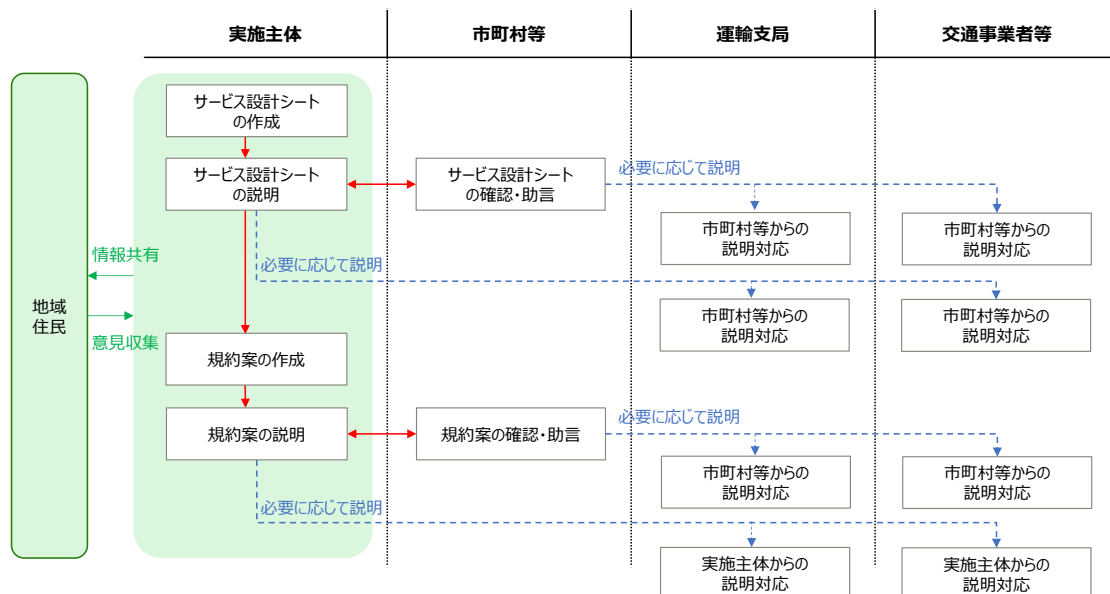 実施主体
市町村等
運輸支局
交通事業者等
サービス設計シート
の作成
サービス設計シート
の説明
サービス設計シート
の確認・助言
必要に応じて説明
市町村等からの
説明対応
市町村等からの
説明対応
情報共有
必要に応じて説明
地域
住民
市町村等からの
説明対応
市町村等からの
説明対応
意見収集
規約案の作成
規約案の説明
規約案の確認・助言
必要に応じて説明
市町村等からの
説明対応
市町村等からの
説明対応
必要に応じて説明
実施主体からの
説明対応
実施主体からの
説明対応